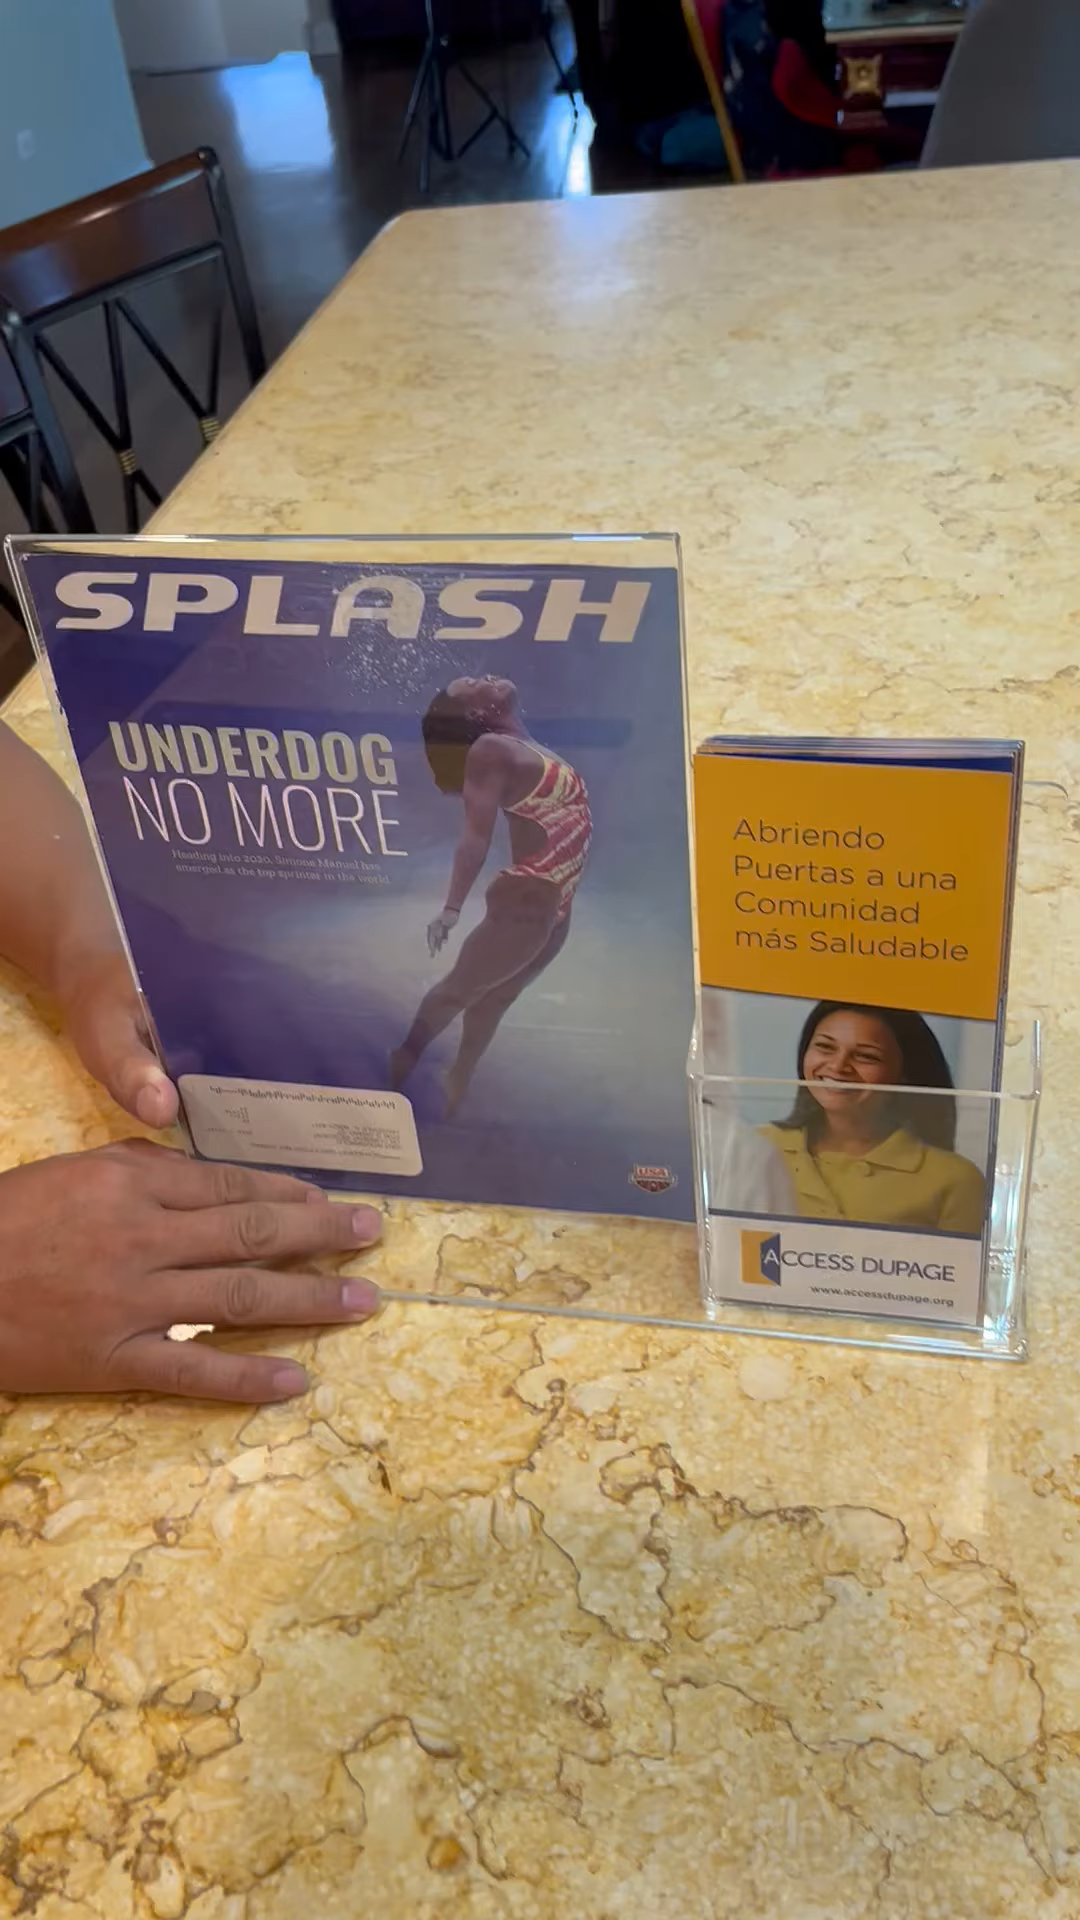 SPLASH
UNDERDOG
NO MORE
Heading into 2020, Simone Manuel has
emerged as the top sprinter in the world.
USA
Abriendo
Puertas a una
Comunidad
más Saludable
ACCESS DUPAGE
www.accessdupage.org